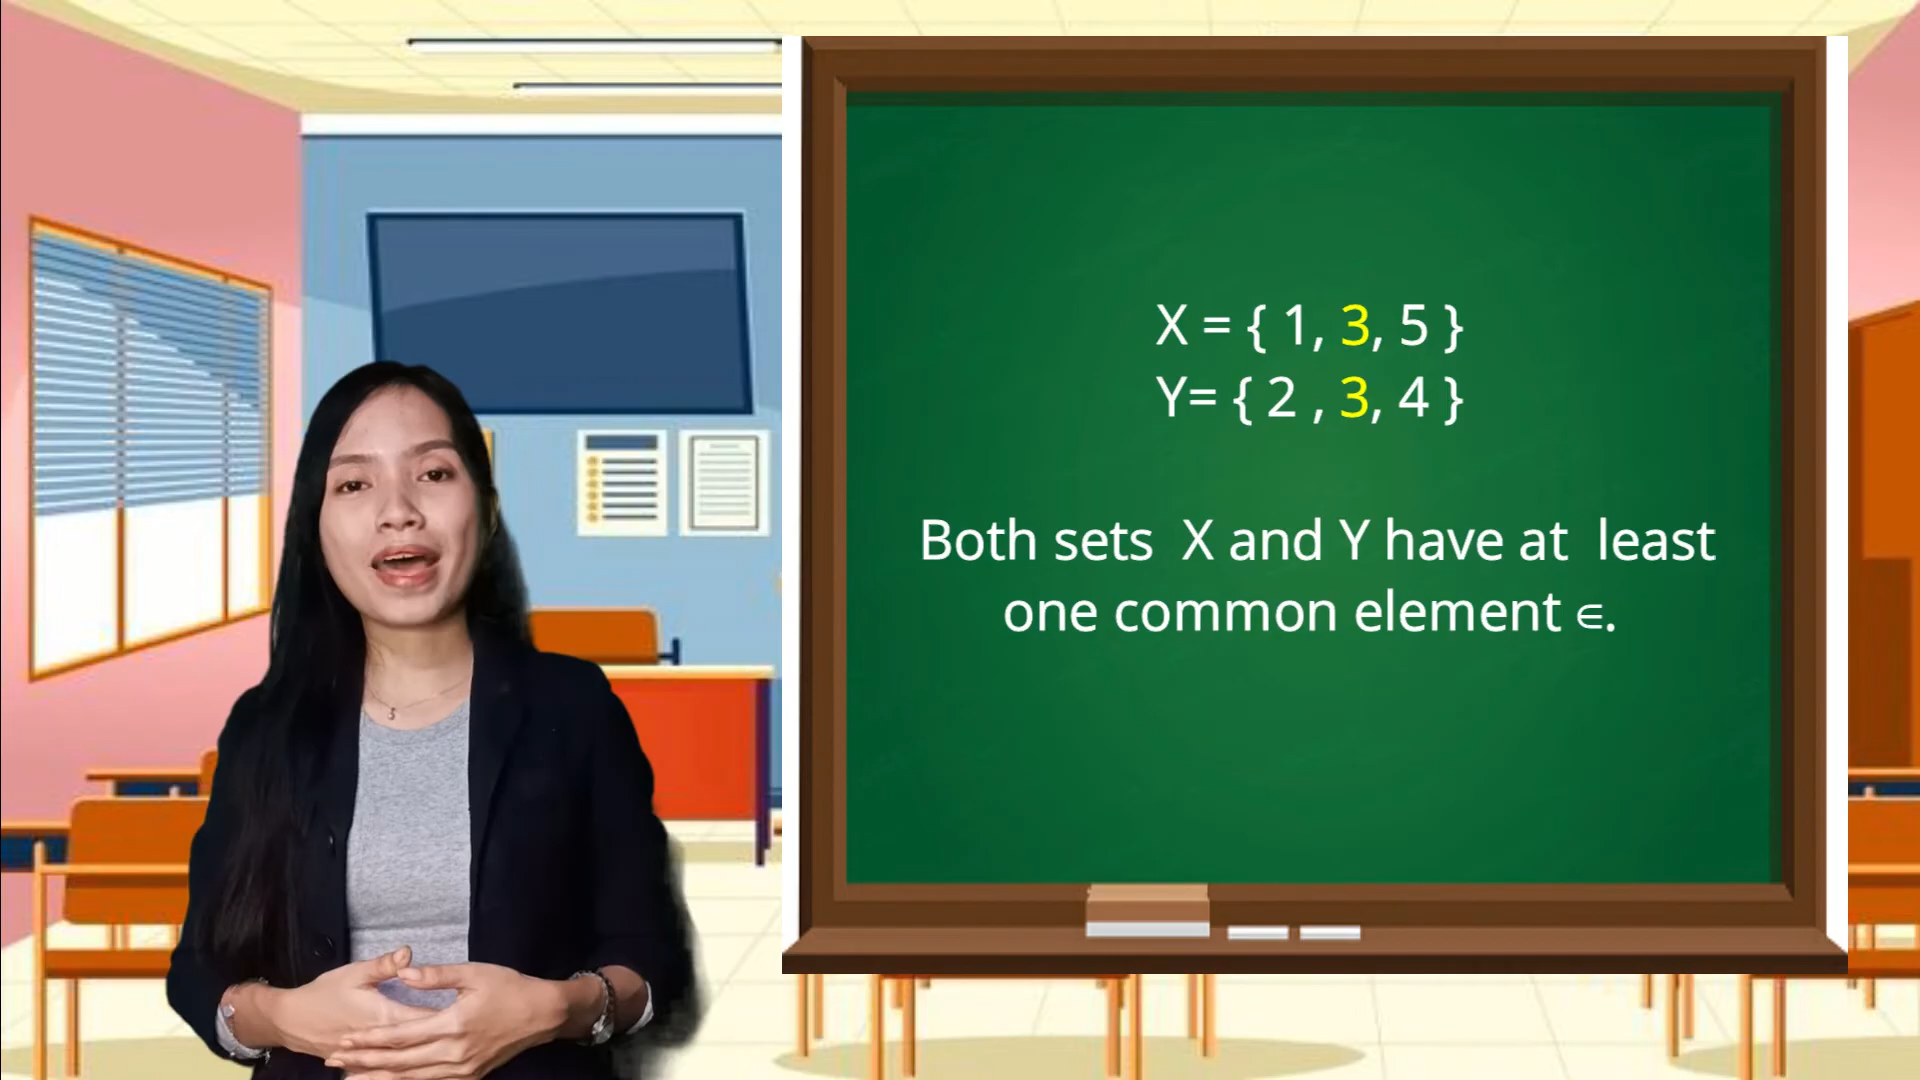 X = { 1, 3, 5 }
Y= { 2 , 3, 4 }
Both sets X and Y have at least
one common element ∈.